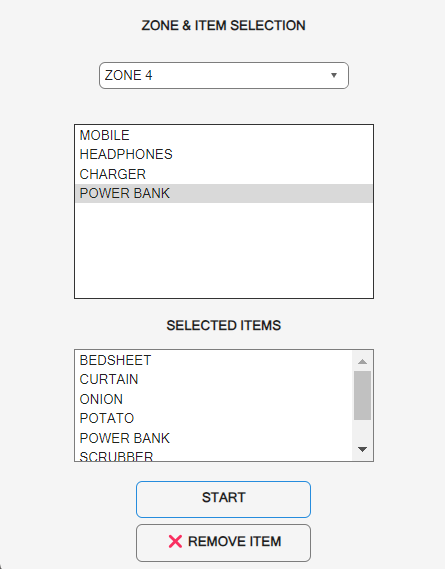 ZONE & ITEM SELECTION
ZONE 4
MOBILE
HEADPHONES
CHARGER
POWER BANK
SELECTED ITEMS
BEDSHEET
CURTAIN
ONION
POTATO
POWER BANK
SCRUBBER
START
❌ REMOVE ITEM